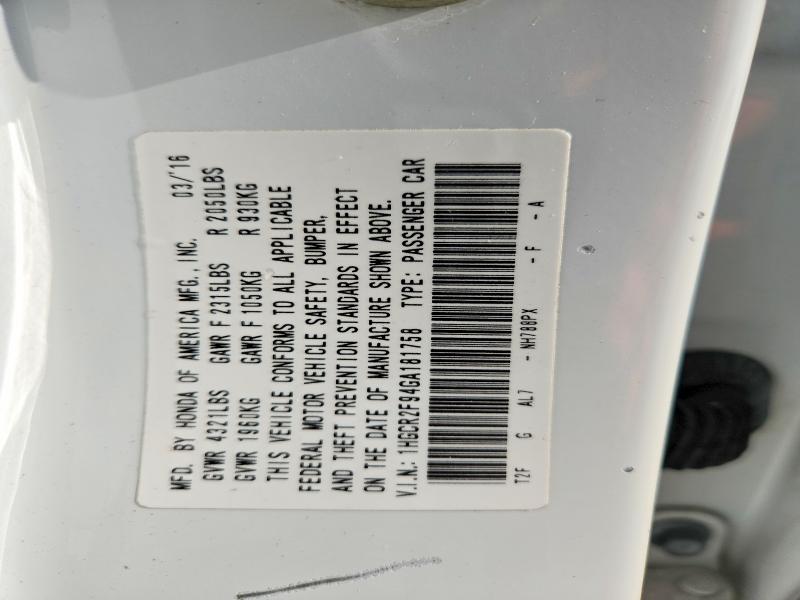 MFD. BY HONDA OF AMERICA MFG., INC. 03/'16
GVWR 4321LBS GAWR F 2315LBS R 2050LBS
GVWR 1960KG GAWR F 1050KG R 930KG
THIS VEHICLE CONFORMS TO ALL APPLICABLE
FEDERAL MOTOR VEHICLE SAFETY, BUMPER,
AND THEFT PREVENTION STANDARDS IN EFFECT
ON THE DATE OF MANUFACTURE SHOWN ABOVE.
V.I.N.: 1HGCR2F94GA181758 TYPE: PASSENGER CAR
T2F G AL7 - NH788PX - F - A